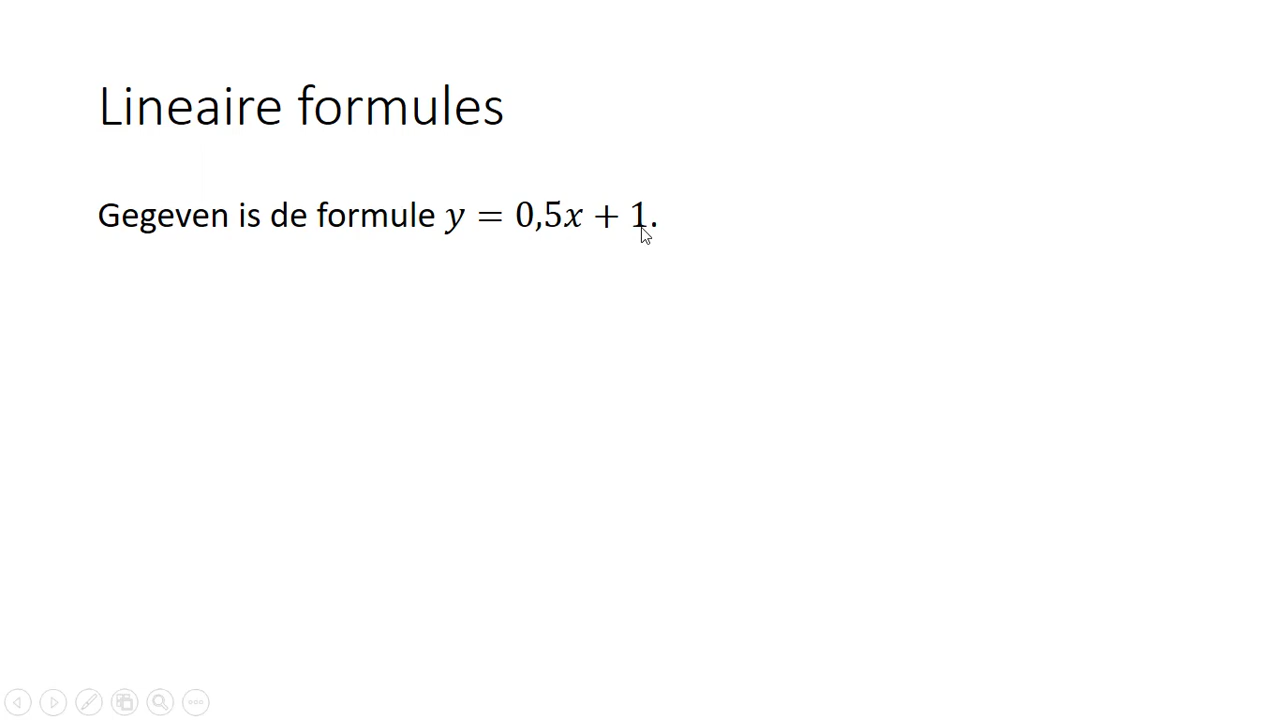 Lineaire formules
Gegeven is de formule y = 0,5x + 1.